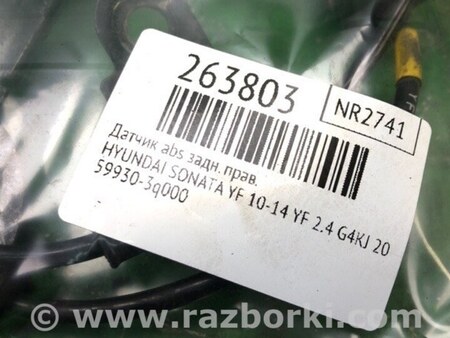 263803
NR2741
Датчик abs задн. прав.
HYUNDAI SONATA YF 10-14 YF 2.4 G4KJ 20
59930-3q000
© www.razborki.com